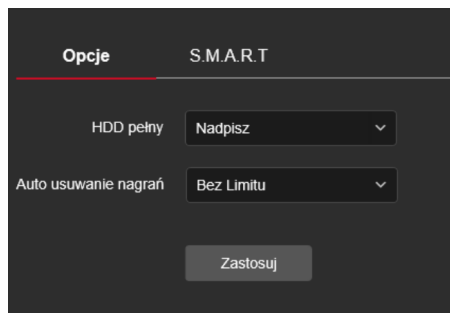 Opcje S.M.A.R.T
HDD pełny Nadpisz
Auto usuwanie nagrań Bez Limitu
Zastosuj